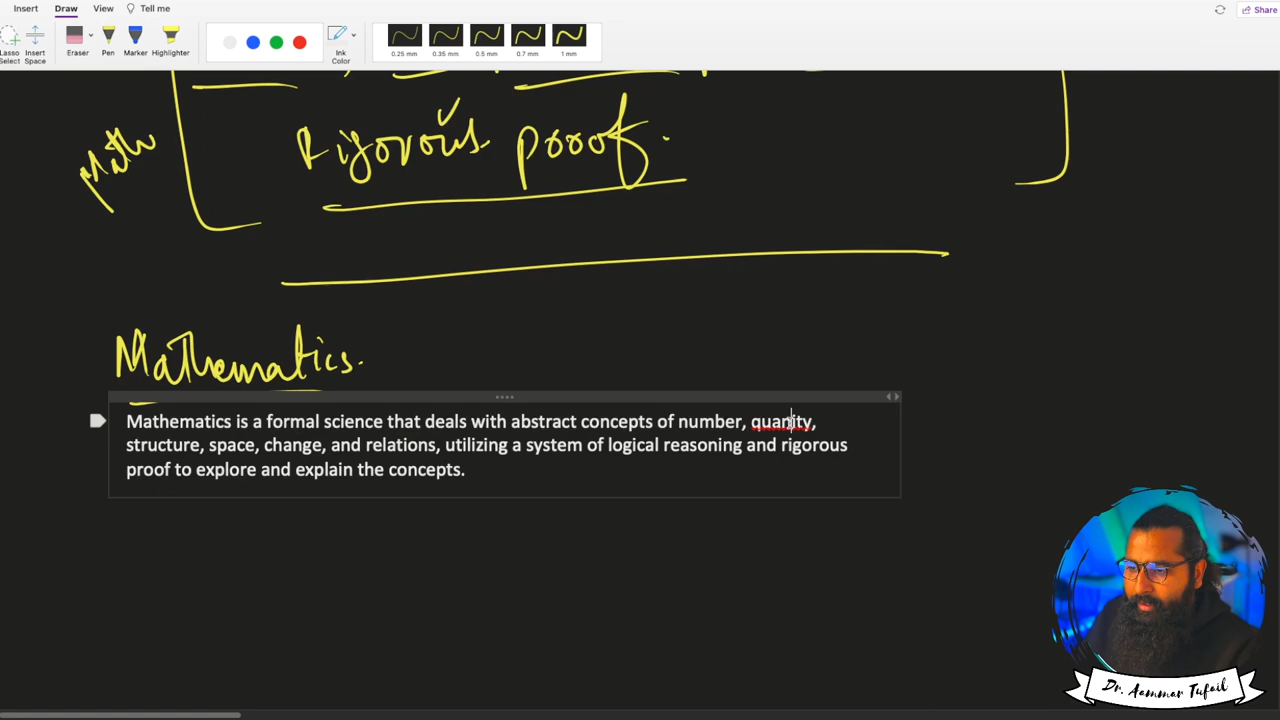 Insert Draw View Tell me Share
Lasso Select Insert Space Eraser Pen Marker Highlighter Ink Color 0.25 mm 0.35 mm 0.5 mm 0.7 mm 1 mm
Math
Rigorous proof.
Mathematics.
Mathematics is a formal science that deals with abstract concepts of number, quanity,
structure, space, change, and relations, utilizing a system of logical reasoning and rigorous
proof to explore and explain the concepts.
Dr. Aammar Tufail